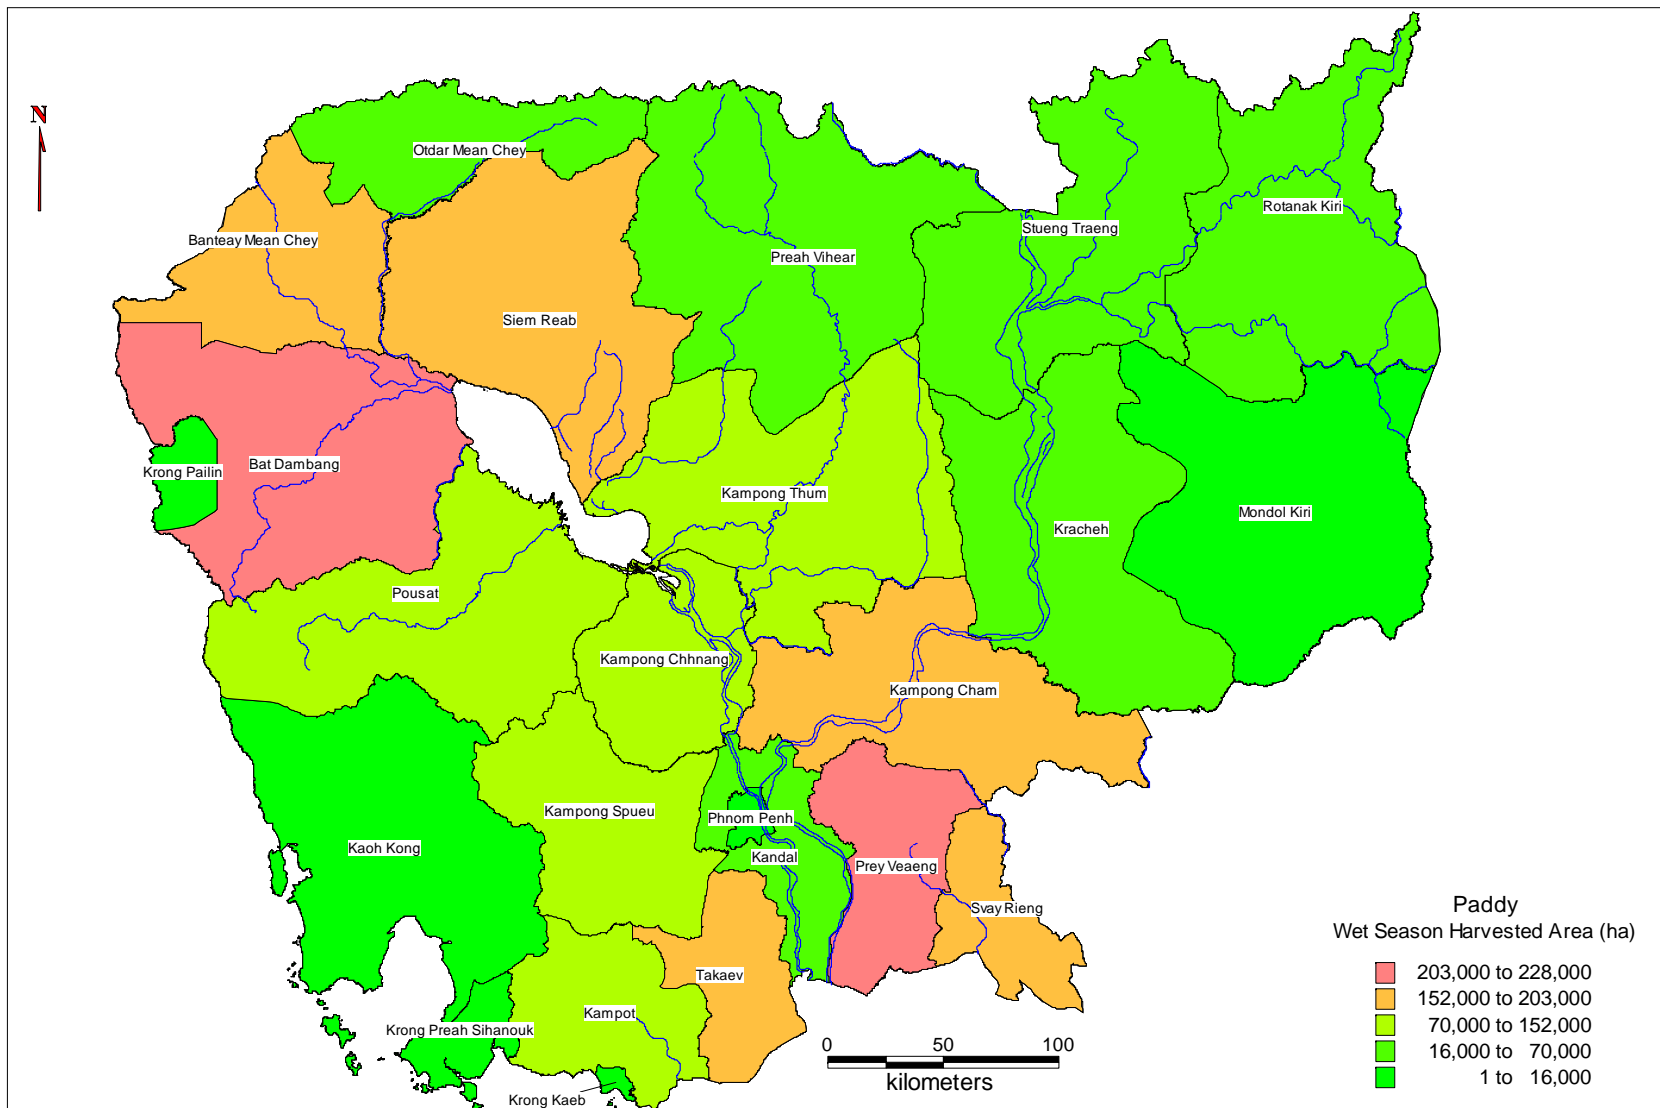 N
Otdar Mean Chey
Rotanak Kiri
Stueng Traeng
Banteay Mean Chey
Preah Vihear
Siem Reab
Bat Dambang
Krong Pailin
Kampong Thum
Mondol Kiri
Kracheh
Pousat
Kampong Chhnang
Kampong Cham
Kampong Spueu
Phnom Penh
Kaoh Kong
Kandal
Prey Veaeng
Svay Rieng
Takaev
Kampot
Krong Preah Sihanouk
Krong Kaeb
0 50 100
kilometers
Paddy
Wet Season Harvested Area (ha)
203,000 to 228,000
152,000 to 203,000
70,000 to 152,000
16,000 to 70,000
1 to 16,000